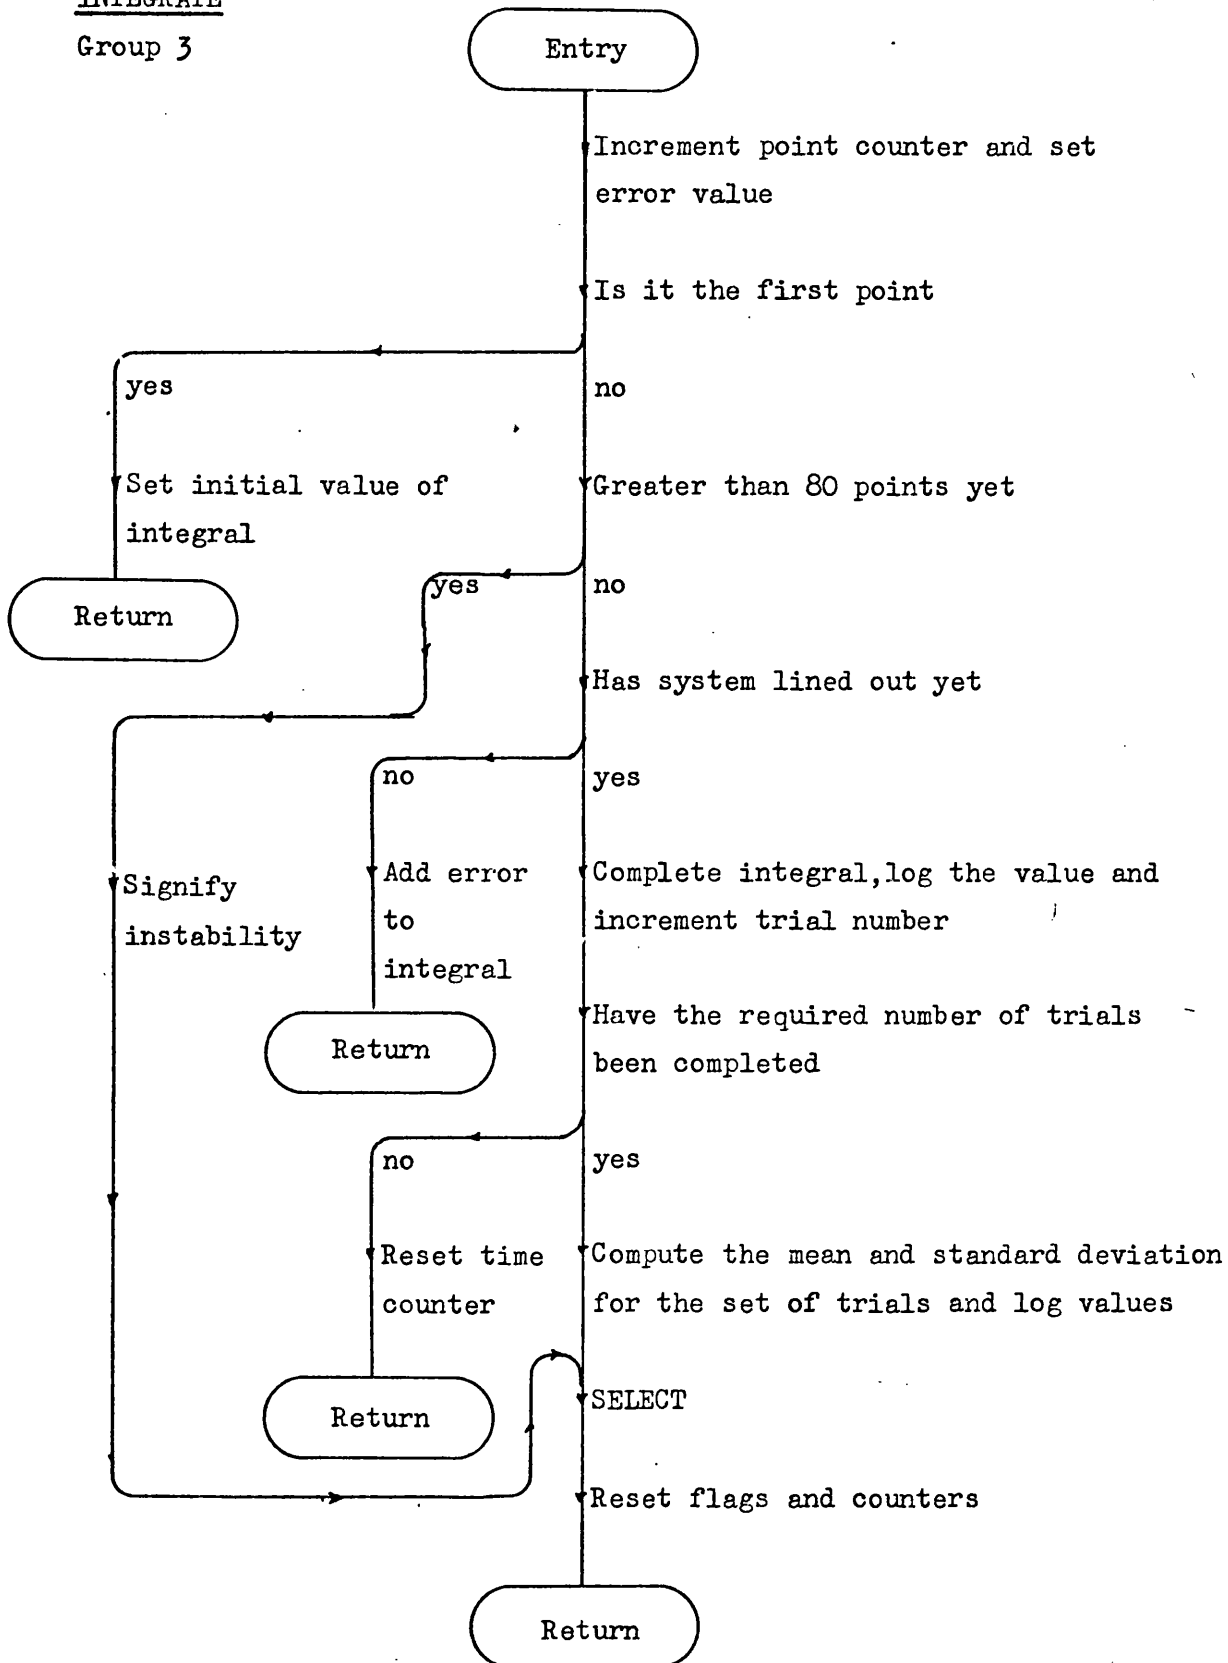 INTEGRATE
Group 3
Entry
Increment point counter and set
error value
Is it the first point
yes
no
Set initial value of
integral
Greater than 80 points yet
Return
yes
no
Has system lined out yet
no
yes
Signify
instability
Add error
to
integral
Complete integral,log the value and
increment trial number
Return
Have the required number of trials
been completed
no
yes
Reset time
counter
Compute the mean and standard deviation
for the set of trials and log values
Return
SELECT
Reset flags and counters
Return